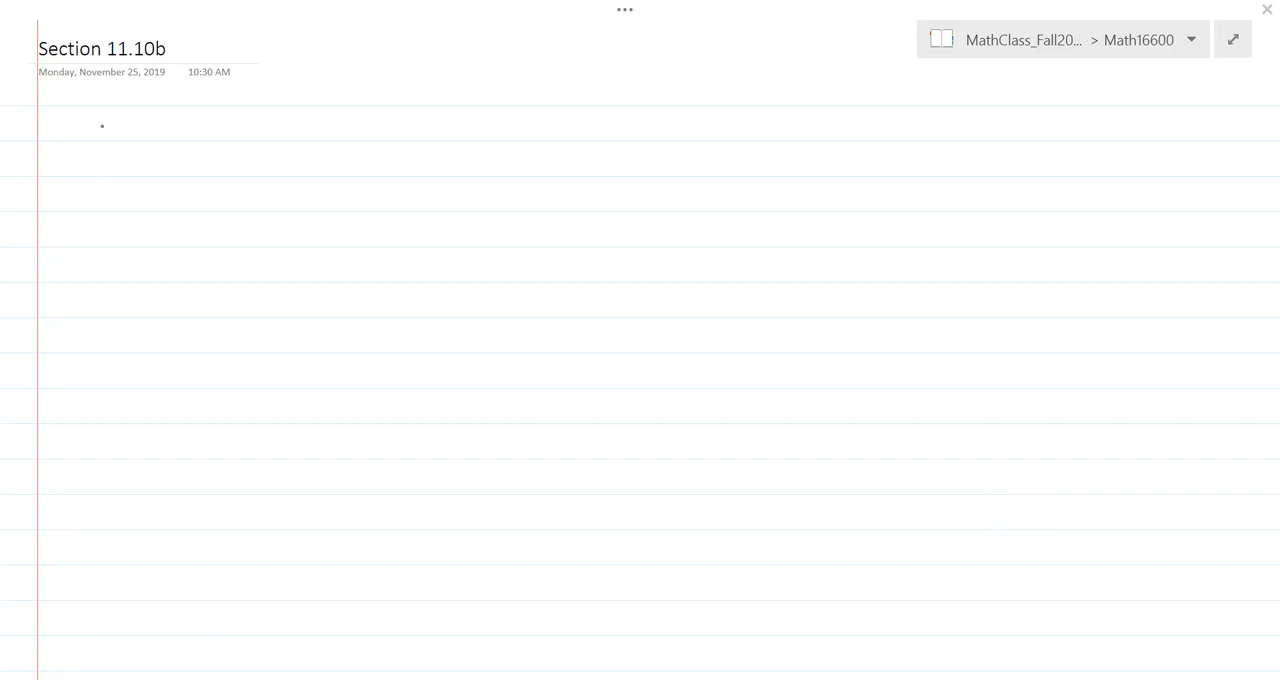 Section 11.10b
Monday, November 25, 2019 10:30 AM
MathClass_Fall20... > Math16600